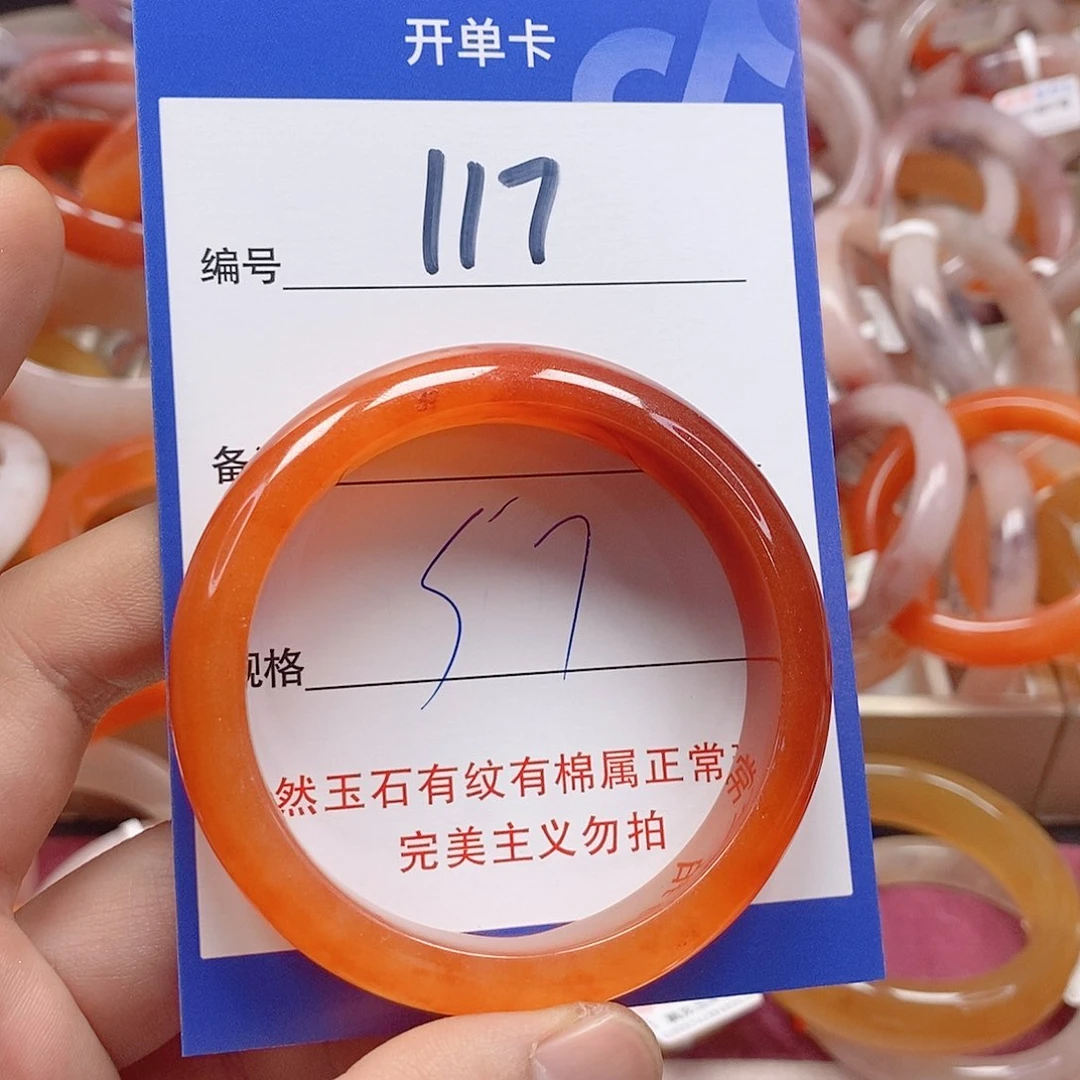 开单卡
编号 117
备
57
规格
然玉石有纹有棉属正常
完美主义勿拍